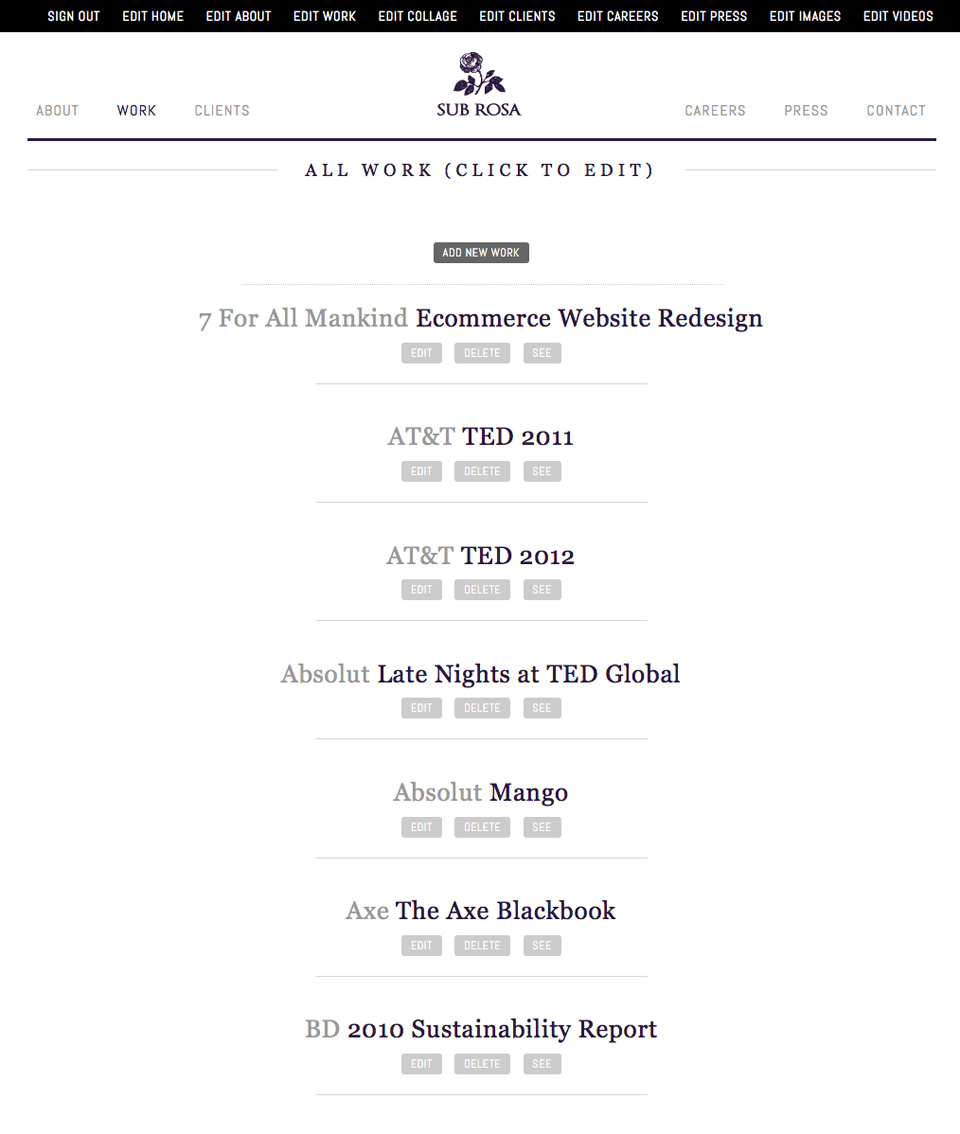 SIGN OUT EDIT HOME EDIT ABOUT EDIT WORK EDIT COLLAGE EDIT CLIENTS EDIT CAREERS EDIT PRESS EDIT IMAGES EDIT VIDEOS
ABOUT WORK CLIENTS SUB ROSA CAREERS PRESS CONTACT
ALL WORK (CLICK TO EDIT)
ADD NEW WORK
7 For All Mankind Ecommerce Website Redesign
EDIT DELETE SEE
AT&T TED 2011
EDIT DELETE SEE
AT&T TED 2012
EDIT DELETE SEE
Absolut Late Nights at TED Global
EDIT DELETE SEE
Absolut Mango
EDIT DELETE SEE
Axe The Axe Blackbook
EDIT DELETE SEE
BD 2010 Sustainability Report
EDIT DELETE SEE